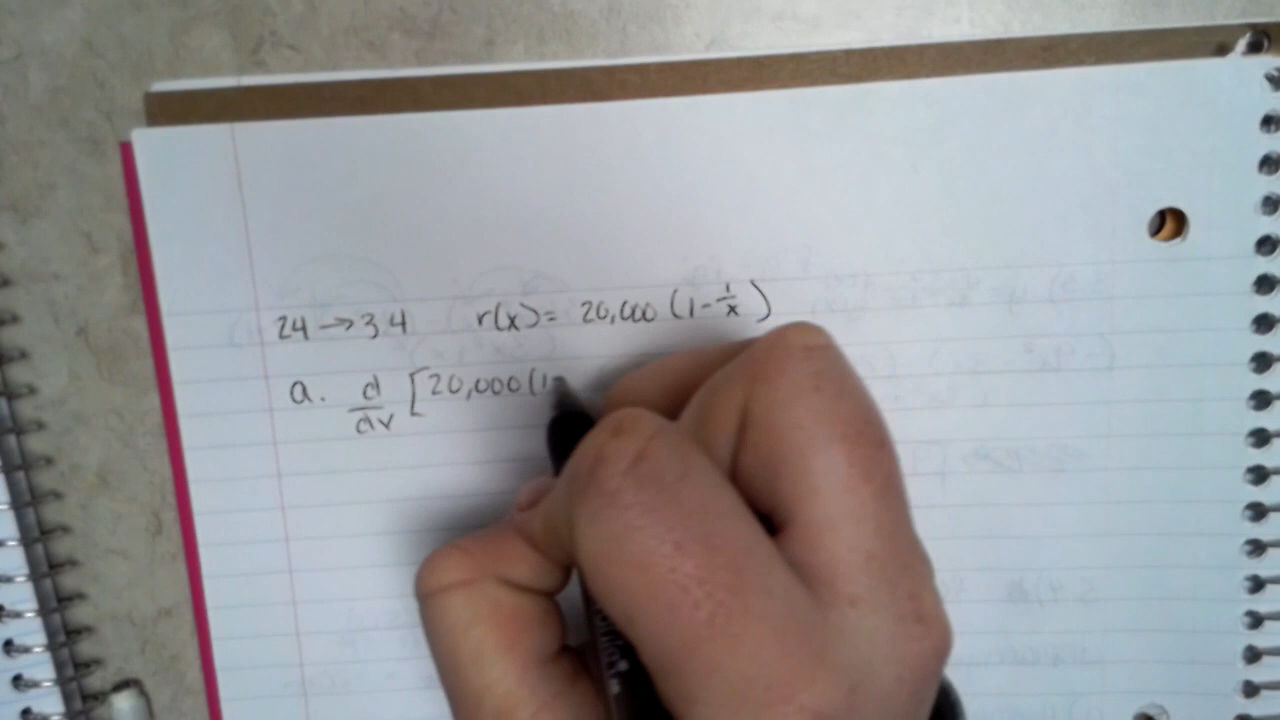 24 → 34 r(x) = 20,000 (1 - 1/x)
a. d/dx [20,000 (1 -